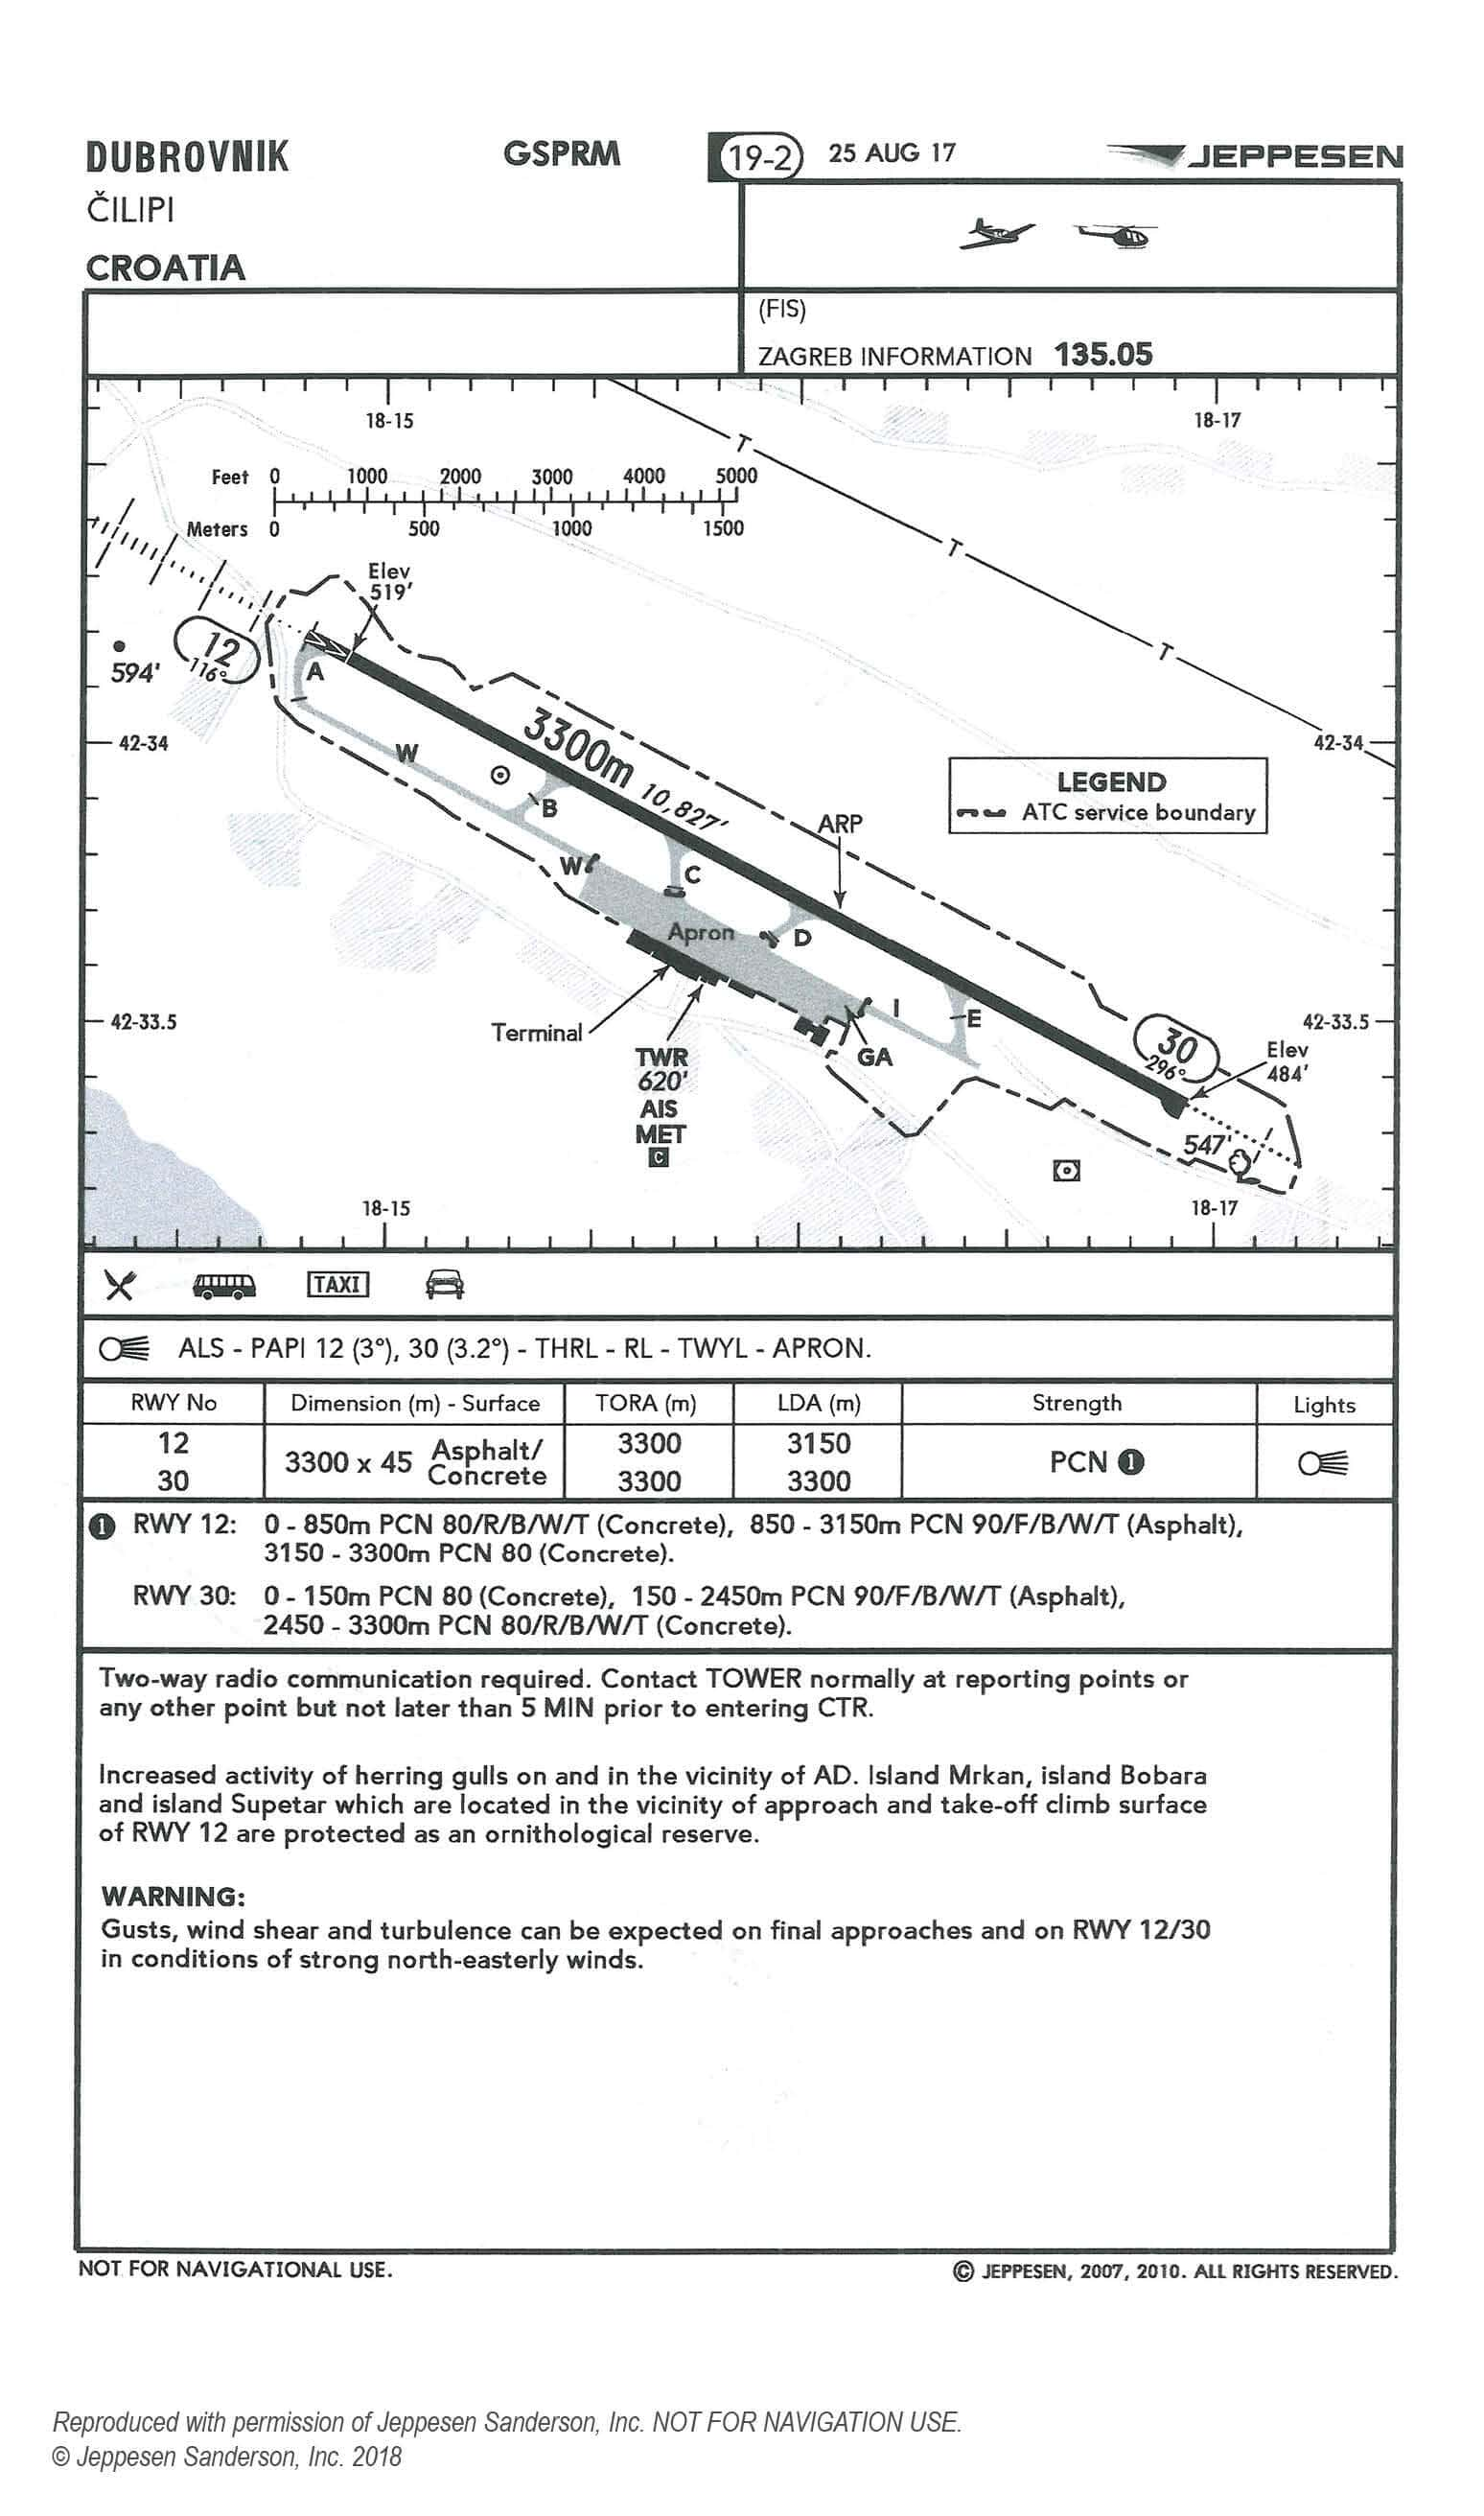 DUBROVNIK GSPRM 19-2 25 AUG 17 JEPPESEN
ČILIPI
CROATIA
(FIS)
ZAGREB INFORMATION 135.05
18-15 18-17
Feet 0 1000 2000 3000 4000 5000
Meters 0 500 1000 1500
T
T
T
Elev
519'
12
116°
594'
A
42-34 42-34
W
3300m 10,827'
LEGEND
ATC service boundary
B
ARP
W
C
Apron
D
I
E
42-33.5 42-33.5
Terminal
GA
30
296°
Elev
484'
TWR
620'
AIS
MET
C
547'
18-15 18-17
TAXI
ALS - PAPI 12 (3°), 30 (3.2°) - THRL - RL - TWYL - APRON.
RWY No Dimension (m) - Surface TORA (m) LDA (m) Strength Lights
12 3300 x 45 Asphalt/ 3300 3150 PCN 1
30 Concrete 3300 3300
1 RWY 12: 0 - 850m PCN 80/R/B/W/T (Concrete), 850 - 3150m PCN 90/F/B/W/T (Asphalt),
3150 - 3300m PCN 80 (Concrete).
RWY 30: 0 - 150m PCN 80 (Concrete), 150 - 2450m PCN 90/F/B/W/T (Asphalt),
2450 - 3300m PCN 80/R/B/W/T (Concrete).
Two-way radio communication required. Contact TOWER normally at reporting points or
any other point but not later than 5 MIN prior to entering CTR.
Increased activity of herring gulls on and in the vicinity of AD. Island Mrkan, island Bobara
and island Supetar which are located in the vicinity of approach and take-off climb surface
of RWY 12 are protected as an ornithological reserve.
WARNING:
Gusts, wind shear and turbulence can be expected on final approaches and on RWY 12/30
in conditions of strong north-easterly winds.
NOT FOR NAVIGATIONAL USE. © JEPPESEN, 2007, 2010. ALL RIGHTS RESERVED.
Reproduced with permission of Jeppesen Sanderson, Inc. NOT FOR NAVIGATION USE.
© Jeppesen Sanderson, Inc. 2018